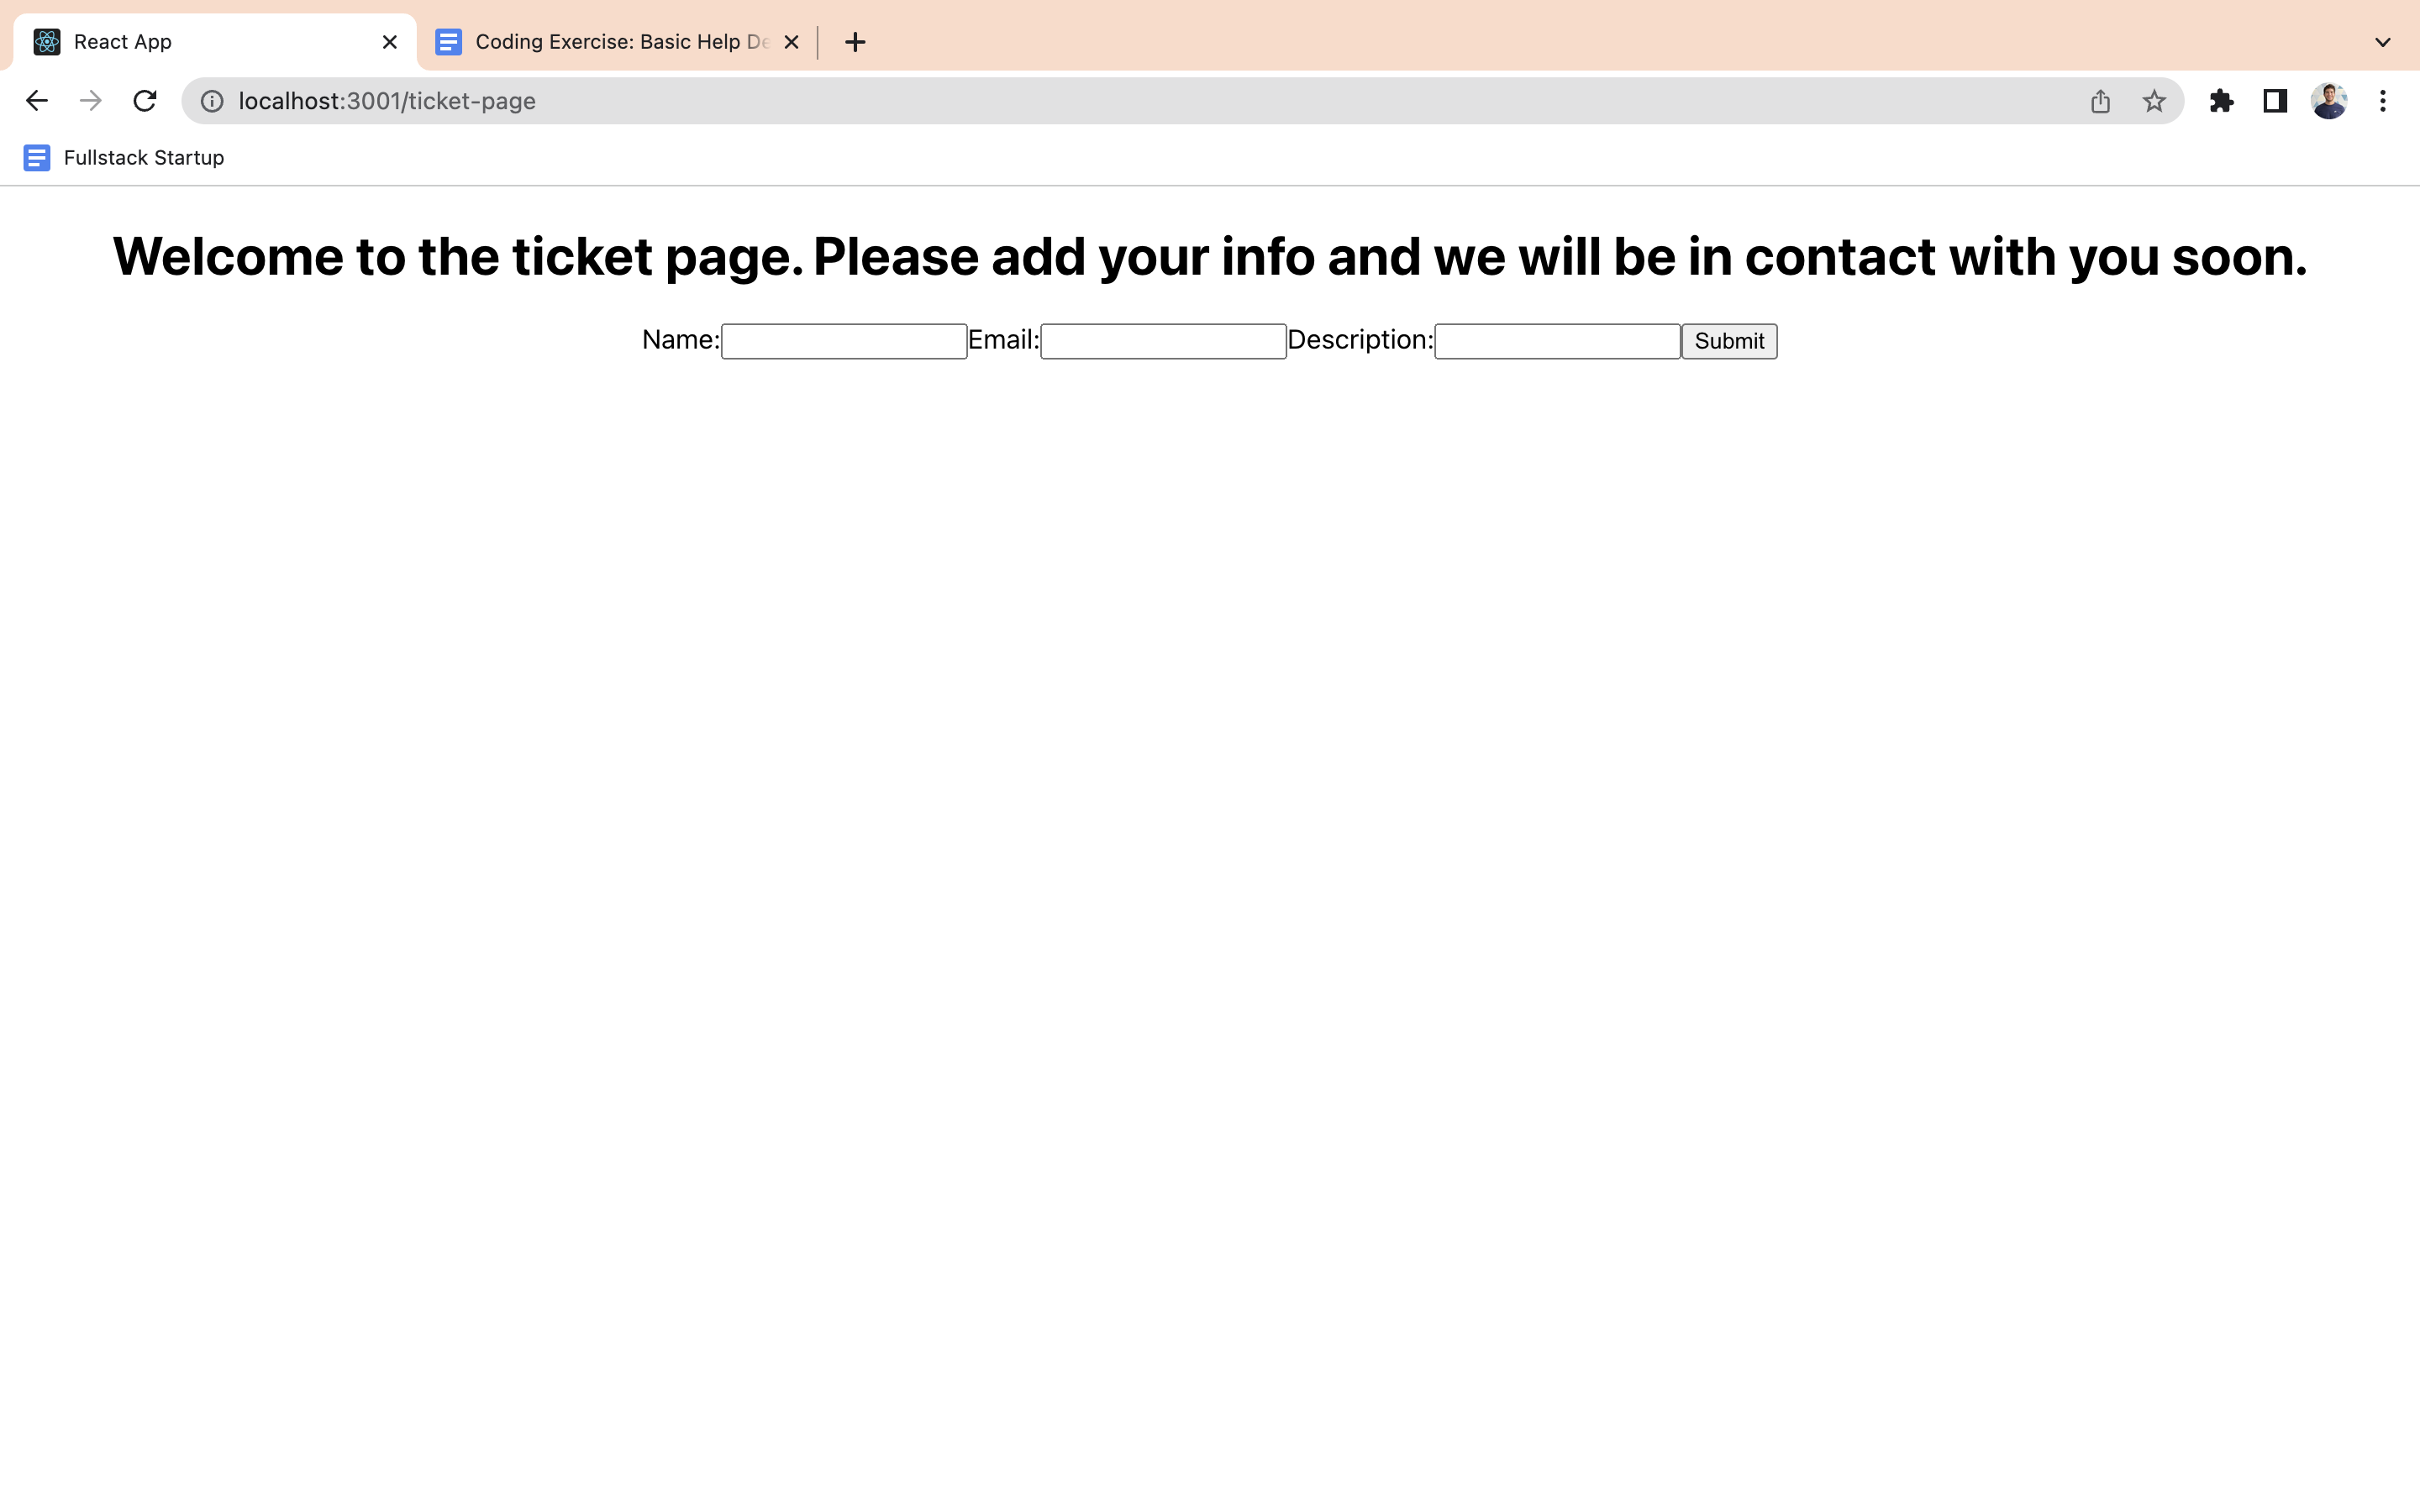 React App
Coding Exercise: Basic Help De
localhost:3001/ticket-page
Fullstack Startup
Welcome to the ticket page. Please add your info and we will be in contact with you soon.
Name: Email: Description: Submit